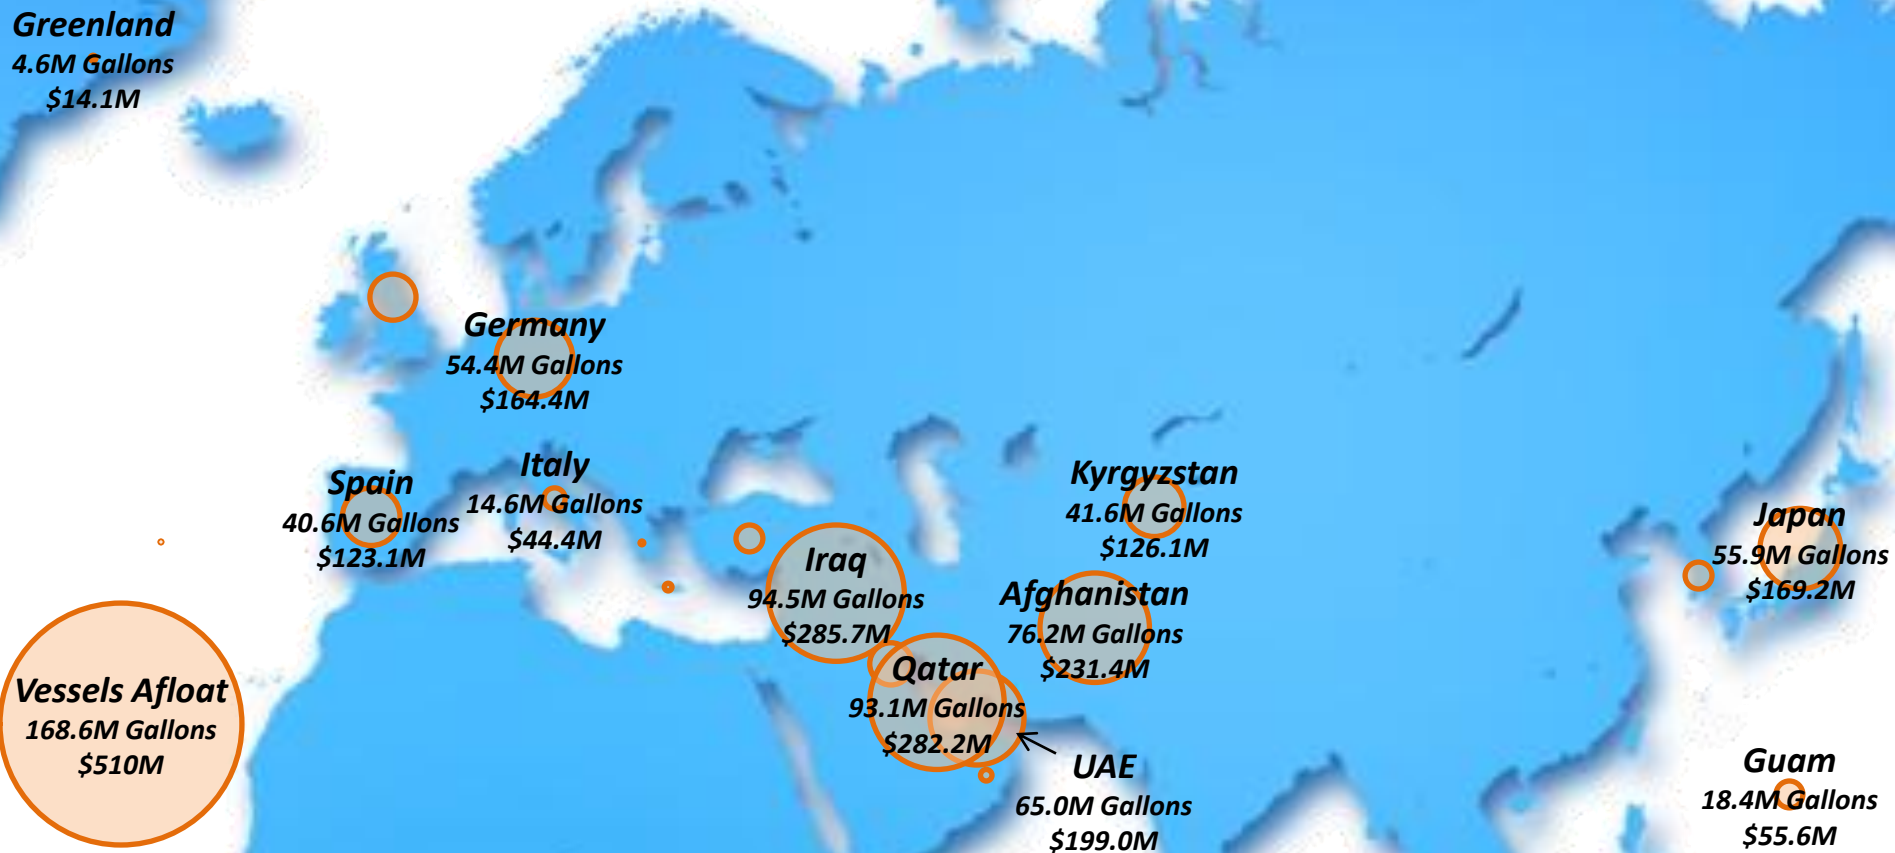 Greenland
4.6M Gallons
$14.1M
Germany
54.4M Gallons
$164.4M
Spain
40.6M Gallons
$123.1M
Italy
14.6M Gallons
$44.4M
Kyrgyzstan
41.6M Gallons
$126.1M
Japan
55.9M Gallons
$169.2M
Iraq
94.5M Gallons
$285.7M
Afghanistan
76.2M Gallons
$231.4M
Qatar
93.1M Gallons
$282.2M
Vessels Afloat
168.6M Gallons
$510M
UAE
65.0M Gallons
$199.0M
Guam
18.4M Gallons
$55.6M